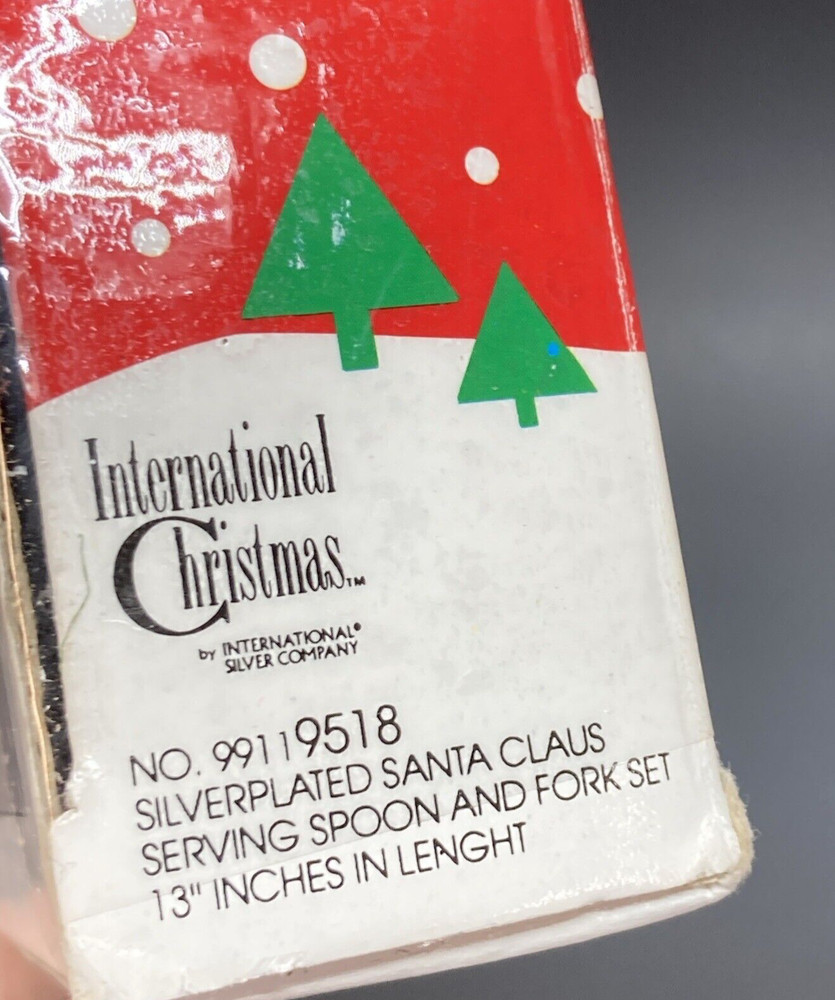 International
Christmas™
by INTERNATIONAL®
SILVER COMPANY
NO. 99119518
SILVERPLATED SANTA CLAUS
SERVING SPOON AND FORK SET
13" INCHES IN LENGHT